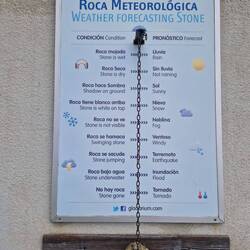 ROCA METEOROLÓGICA
WEATHER FORECASTING STONE
CONDICIÓN Condition PRONÓSTICO Forecast
Roca mojada Lluvia
Stone is wet Rain
Roca Seca Sin lluvia
Stone is dry Not raining
Roca hace Sombra Sol
Shadow on ground Sunny
Roca tiene blanco arriba Nieve
Stone is white on top Snow
Roca no se ve Neblina
Stone is not visible Fog
Roca se hamaca Ventoso
Swinging stone Windy
Roca se sacude Terremoto
Stone jumping Earthquake
Roca bajo agua Inundación
Stone underwater Flood
No hay roca Tornado
Stone gone Tornado